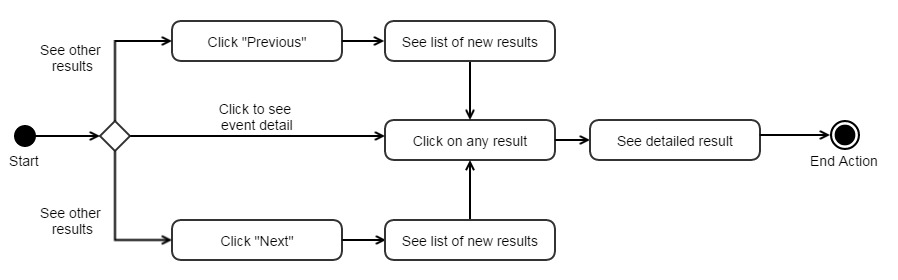 Click "Previous"
See list of new results
See other
results
Click to see
event detail
Start
Click on any result
See detailed result
End Action
See other
results
Click "Next"
See list of new results